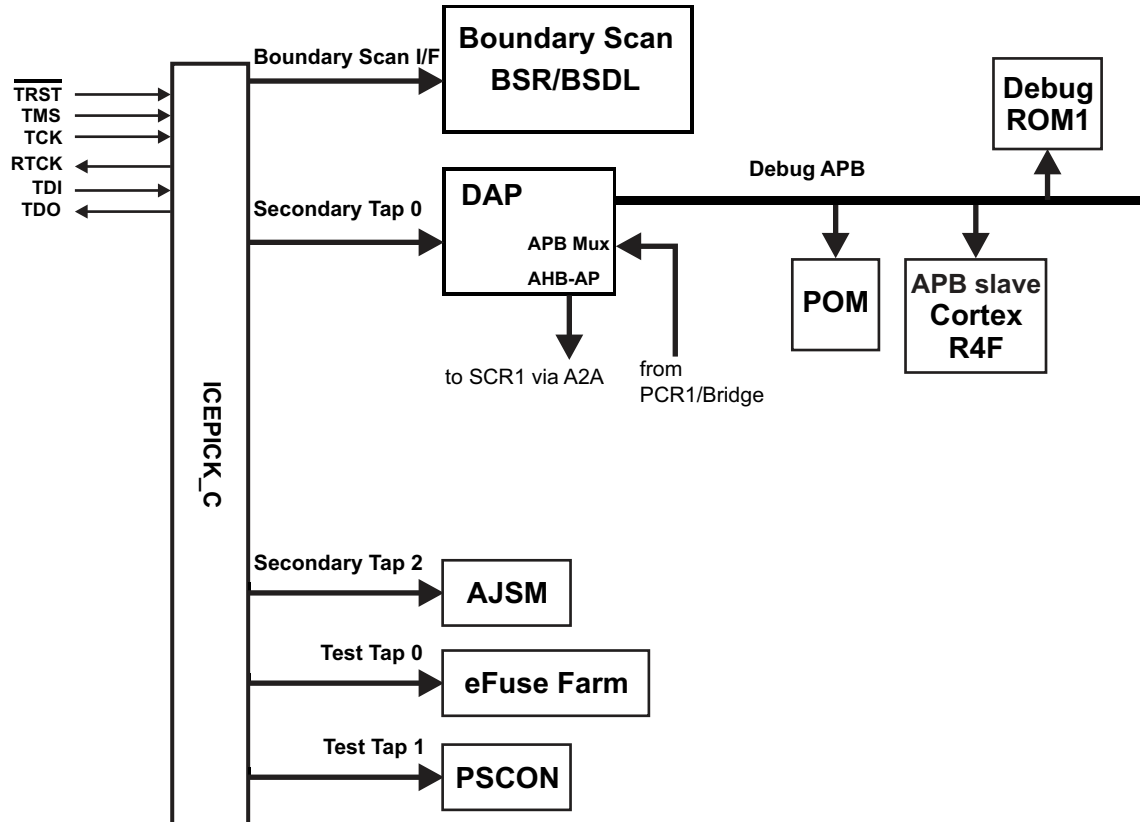 Boundary Scan
BSR/BSDL
Boundary Scan I/F
TRST
TMS
TCK
RTCK
TDI
TDO
Debug
ROM1
Debug APB
Secondary Tap 0
DAP
APB Mux
AHB-AP
POM
APB slave
Cortex
R4F
to SCR1 via A2A
from
PCR1/Bridge
ICEPICK_C
Secondary Tap 2
AJSM
Test Tap 0
eFuse Farm
Test Tap 1
PSCON